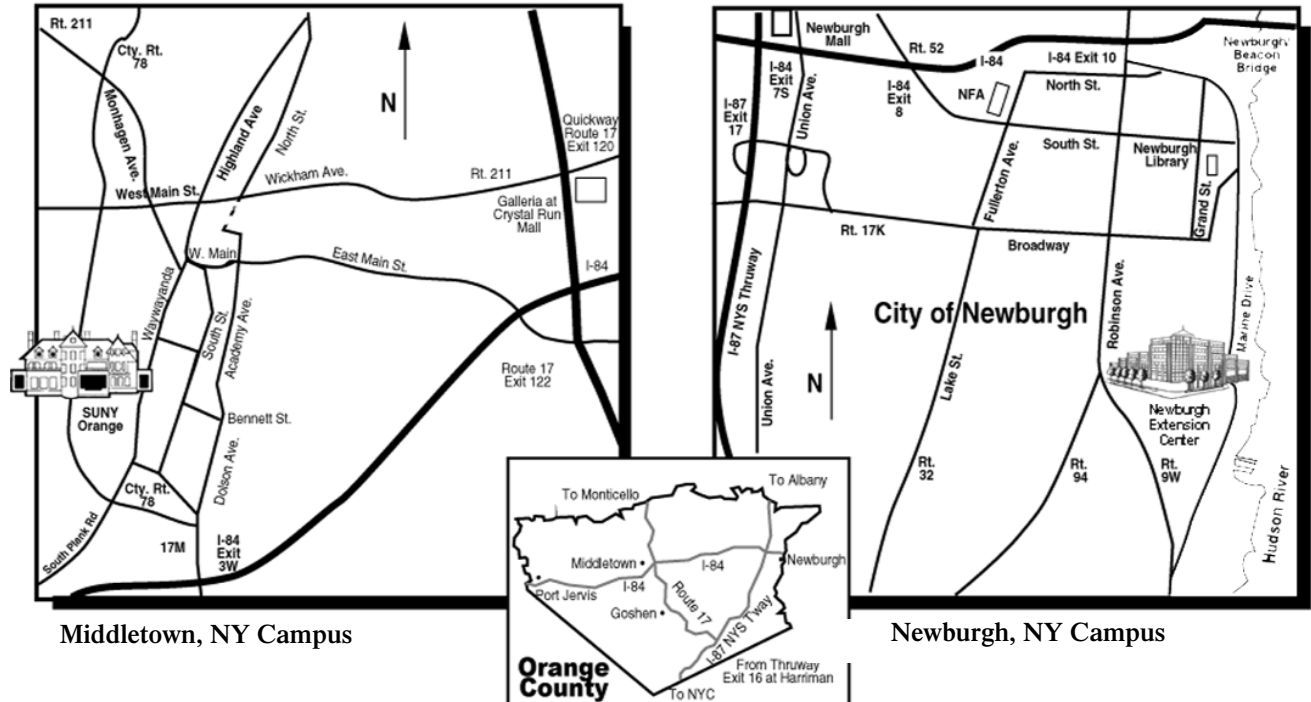 Rt. 211
Cty. Rt.
78
Monhagen Ave.
Highland Ave
North St.
N
Quickway
Route 17
Exit 120
West Main St.
Wickham Ave.
Rt. 211
Galleria at
Crystal Run
Mall
W. Main
East Main St.
I-84
Waywayanda
South St.
Academy Ave.
Route 17
Exit 122
SUNY
Orange
Bennett St.
Dolson Ave.
Cty. Rt.
78
South Plank Rd
17M
I-84
Exit
3W
Middletown, NY Campus
Newburgh
Mall
Rt. 52
I-84
I-84 Exit 10
Newburgh/
Beacon
Bridge
I-84
Exit
7S
Union Ave.
I-87
Exit
17
I-84
Exit
8
NFA
North St.
South St.
Newburgh
Library
Fullerton Ave.
Grand St.
Rt. 17K
Broadway
I-87 NYS Thruway
City of Newburgh
Robinson Ave.
Marine Drive
N
Union Ave.
Lake St.
Newburgh
Extension
Center
Rt.
32
Rt.
94
Rt.
9W
Hudson River
Newburgh, NY Campus
To Monticello
To Albany
Middletown
I-84
Newburgh
I-84
Port Jervis
Goshen
Route 17
I-87 NYS Tway
Orange
County
From Thruway
Exit 16 at Harriman
To NYC